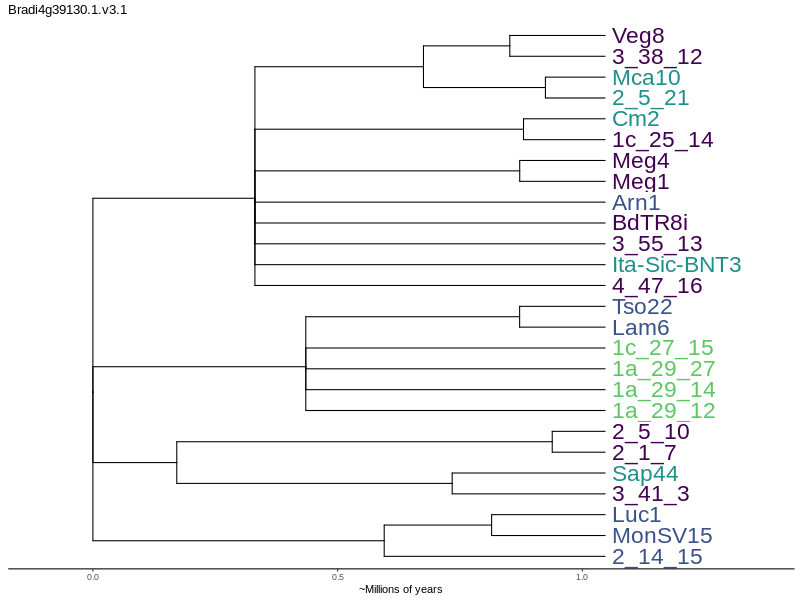 Bradi4g39130.1.v3.1
Veg8
3_38_12
Mca10
2_5_21
Cm2
1c_25_14
Meg4
Meg1
Arn1
BdTR8i
3_55_13
Ita-Sic-BNT3
4_47_16
Tso22
Lam6
1c_27_15
1a_29_27
1a_29_14
1a_29_12
2_5_10
2_1_7
Sap44
3_41_3
Luc1
MonSV15
2_14_15
0.0 0.5 1.0
~Millions of years